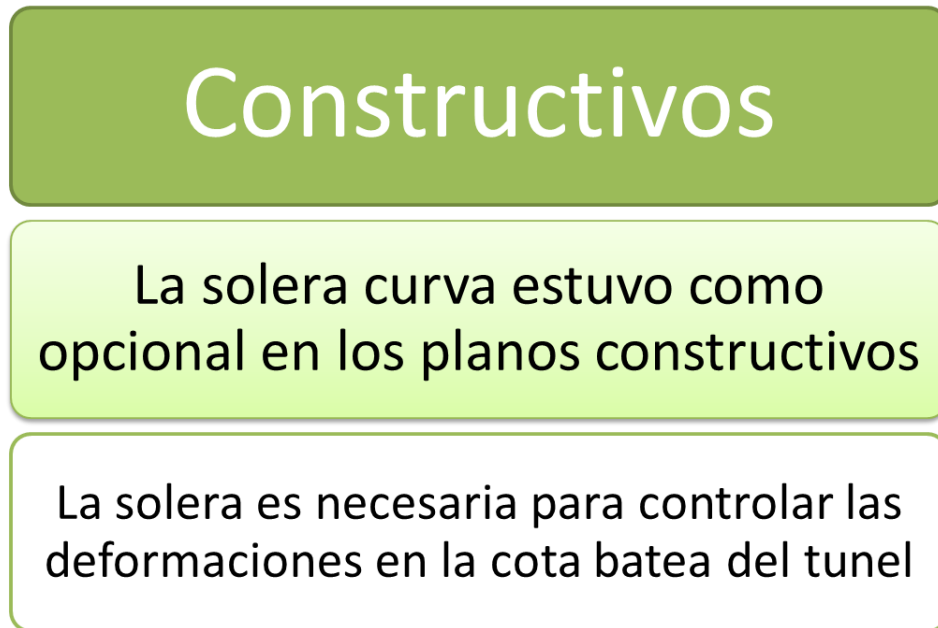 Constructivos
La solera curva estuvo como
opcional en los planos constructivos
La solera es necesaria para controlar las
deformaciones en la cota batea del tunel